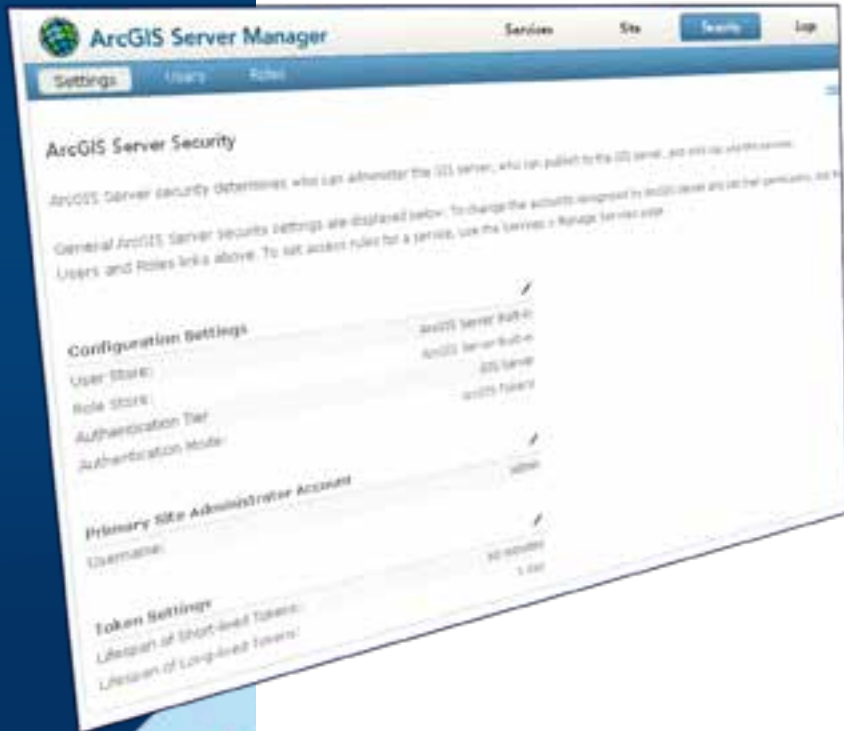 ArcGIS Server Manager
Services Site Security Logs
Settings Users Roles
ArcGIS Server Security
ArcGIS Server security determines who can administer the GIS server, who can publish to the GIS server, and who can use the services.
General ArcGIS Server security settings are displayed below. To change the accounts recognized by ArcGIS Server and set their permissions, use the
Users and Roles links above. To set access rules for a service, use the Services > Manage Services page.
Configuration Settings
User Store: ArcGIS Server Built-in
Role Store: ArcGIS Server Built-in
Authentication Tier: GIS Server
Authentication Mode: ArcGIS Tokens
Primary Site Administrator Account
Username: admin
Token Settings
Lifespan of Short-lived Tokens: 60 minutes
Lifespan of Long-lived Tokens: 1 day